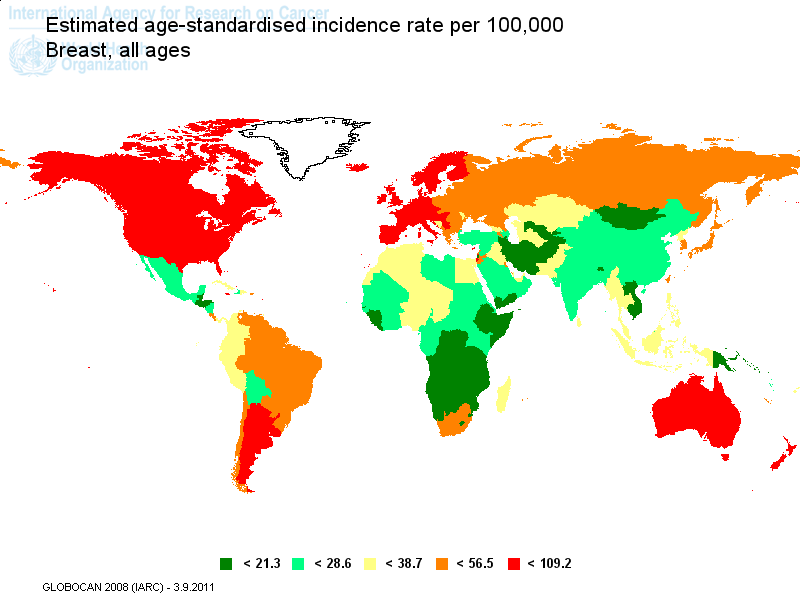 International Agency for Research on Cancer
Estimated age-standardised incidence rate per 100,000
Breast, all ages
Organization
< 21.3 < 28.6 < 38.7 < 56.5 < 109.2
GLOBOCAN 2008 (IARC) - 3.9.2011